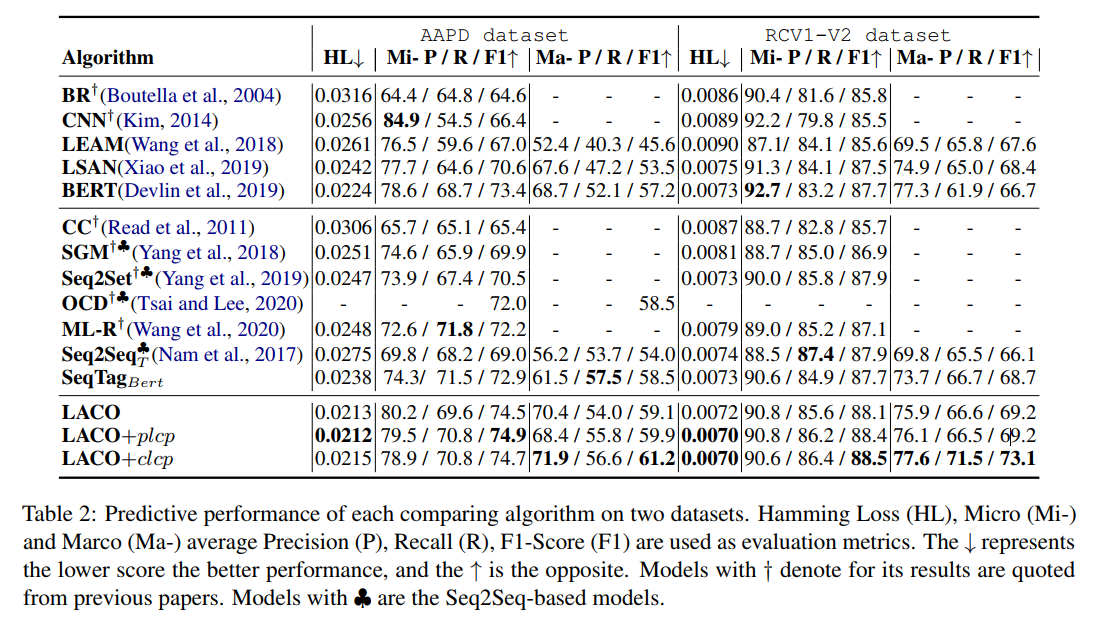 AAPD dataset RCV1-V2 dataset
Algorithm HL↓ Mi- P / R / F1↑ Ma- P / R / F1↑ HL↓ Mi- P / R / F1↑ Ma- P / R / F1↑
BR†(Boutella et al., 2004) 0.0316 64.4 / 64.8 / 64.6 - - - 0.0086 90.4 / 81.6 / 85.8 - - -
CNN†(Kim, 2014) 0.0256 84.9 / 54.5 / 66.4 - - - 0.0089 92.2 / 79.8 / 85.5 - - -
LEAM(Wang et al., 2018) 0.0261 76.5 / 59.6 / 67.0 52.4 / 40.3 / 45.6 0.0090 87.1/ 84.1 / 85.6 69.5 / 65.8 / 67.6
LSAN(Xiao et al., 2019) 0.0242 77.7 / 64.6 / 70.6 67.6 / 47.2 / 53.5 0.0075 91.3 / 84.1 / 87.5 74.9 / 65.0 / 68.4
BERT(Devlin et al., 2019) 0.0224 78.6 / 68.7 / 73.4 68.7 / 52.1 / 57.2 0.0073 92.7 / 83.2 / 87.7 77.3 / 61.9 / 66.7
CC†(Read et al., 2011) 0.0306 65.7 / 65.1 / 65.4 - - - 0.0087 88.7 / 82.8 / 85.7 - - -
SGM†♣(Yang et al., 2018) 0.0251 74.6 / 65.9 / 69.9 - - - 0.0081 88.7 / 85.0 / 86.9 - - -
Seq2Set†♣(Yang et al., 2019) 0.0247 73.9 / 67.4 / 70.5 - - - 0.0073 90.0 / 85.8 / 87.9 - - -
OCD†♣(Tsai and Lee, 2020) - - - 72.0 - - 58.5 - - - - - - -
ML-R†(Wang et al., 2020) 0.0248 72.6 / 71.8 / 72.2 - - - 0.0079 89.0 / 85.2 / 87.1 - - -
Seq2Seq♣T(Nam et al., 2017) 0.0275 69.8 / 68.2 / 69.0 56.2 / 53.7 / 54.0 0.0074 88.5 / 87.4 / 87.9 69.8 / 65.5 / 66.1
SeqTagBert 0.0238 74.3/ 71.5 / 72.9 61.5 / 57.5 / 58.5 0.0073 90.6 / 84.9 / 87.7 73.7 / 66.7 / 68.7
LACO 0.0213 80.2 / 69.6 / 74.5 70.4 / 54.0 / 59.1 0.0072 90.8 / 85.6 / 88.1 75.9 / 66.6 / 69.2
LACO+plcp 0.0212 79.5 / 70.8 / 74.9 68.4 / 55.8 / 59.9 0.0070 90.8 / 86.2 / 88.4 76.1 / 66.5 / 69.2
LACO+clcp 0.0215 78.9 / 70.8 / 74.7 71.9 / 56.6 / 61.2 0.0070 90.6 / 86.4 / 88.5 77.6 / 71.5 / 73.1
Table 2: Predictive performance of each comparing algorithm on two datasets. Hamming Loss (HL), Micro (Mi-)
and Marco (Ma-) average Precision (P), Recall (R), F1-Score (F1) are used as evaluation metrics. The ↓ represents
the lower score the better performance, and the ↑ is the opposite. Models with † denote for its results are quoted
from previous papers. Models with ♣ are the Seq2Seq-based models.